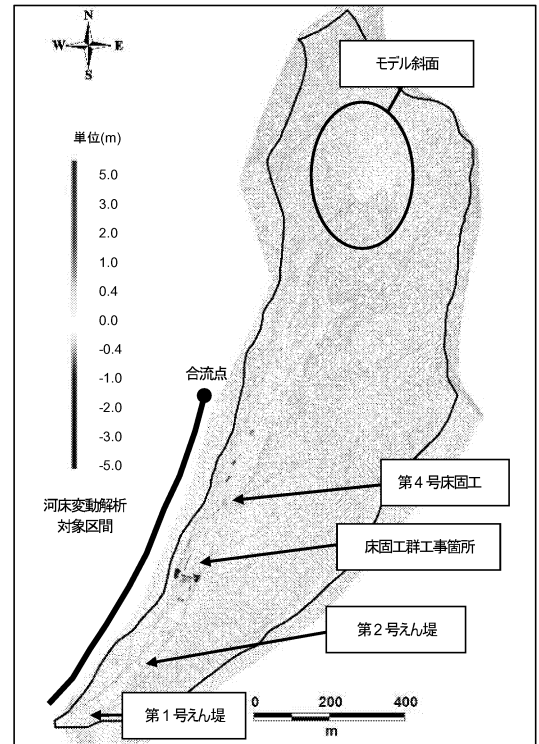 N
W E
S
モデル斜面
単位(m)
5.0
3.0
2.0
1.0
0.4
0.0
-0.4
-1.0
-2.0
-3.0
-5.0
合流点
河床変動解析
対象区間
第4号床固工
床固工群工事箇所
第2号えん堤
第1号えん堤
0 200 400
m